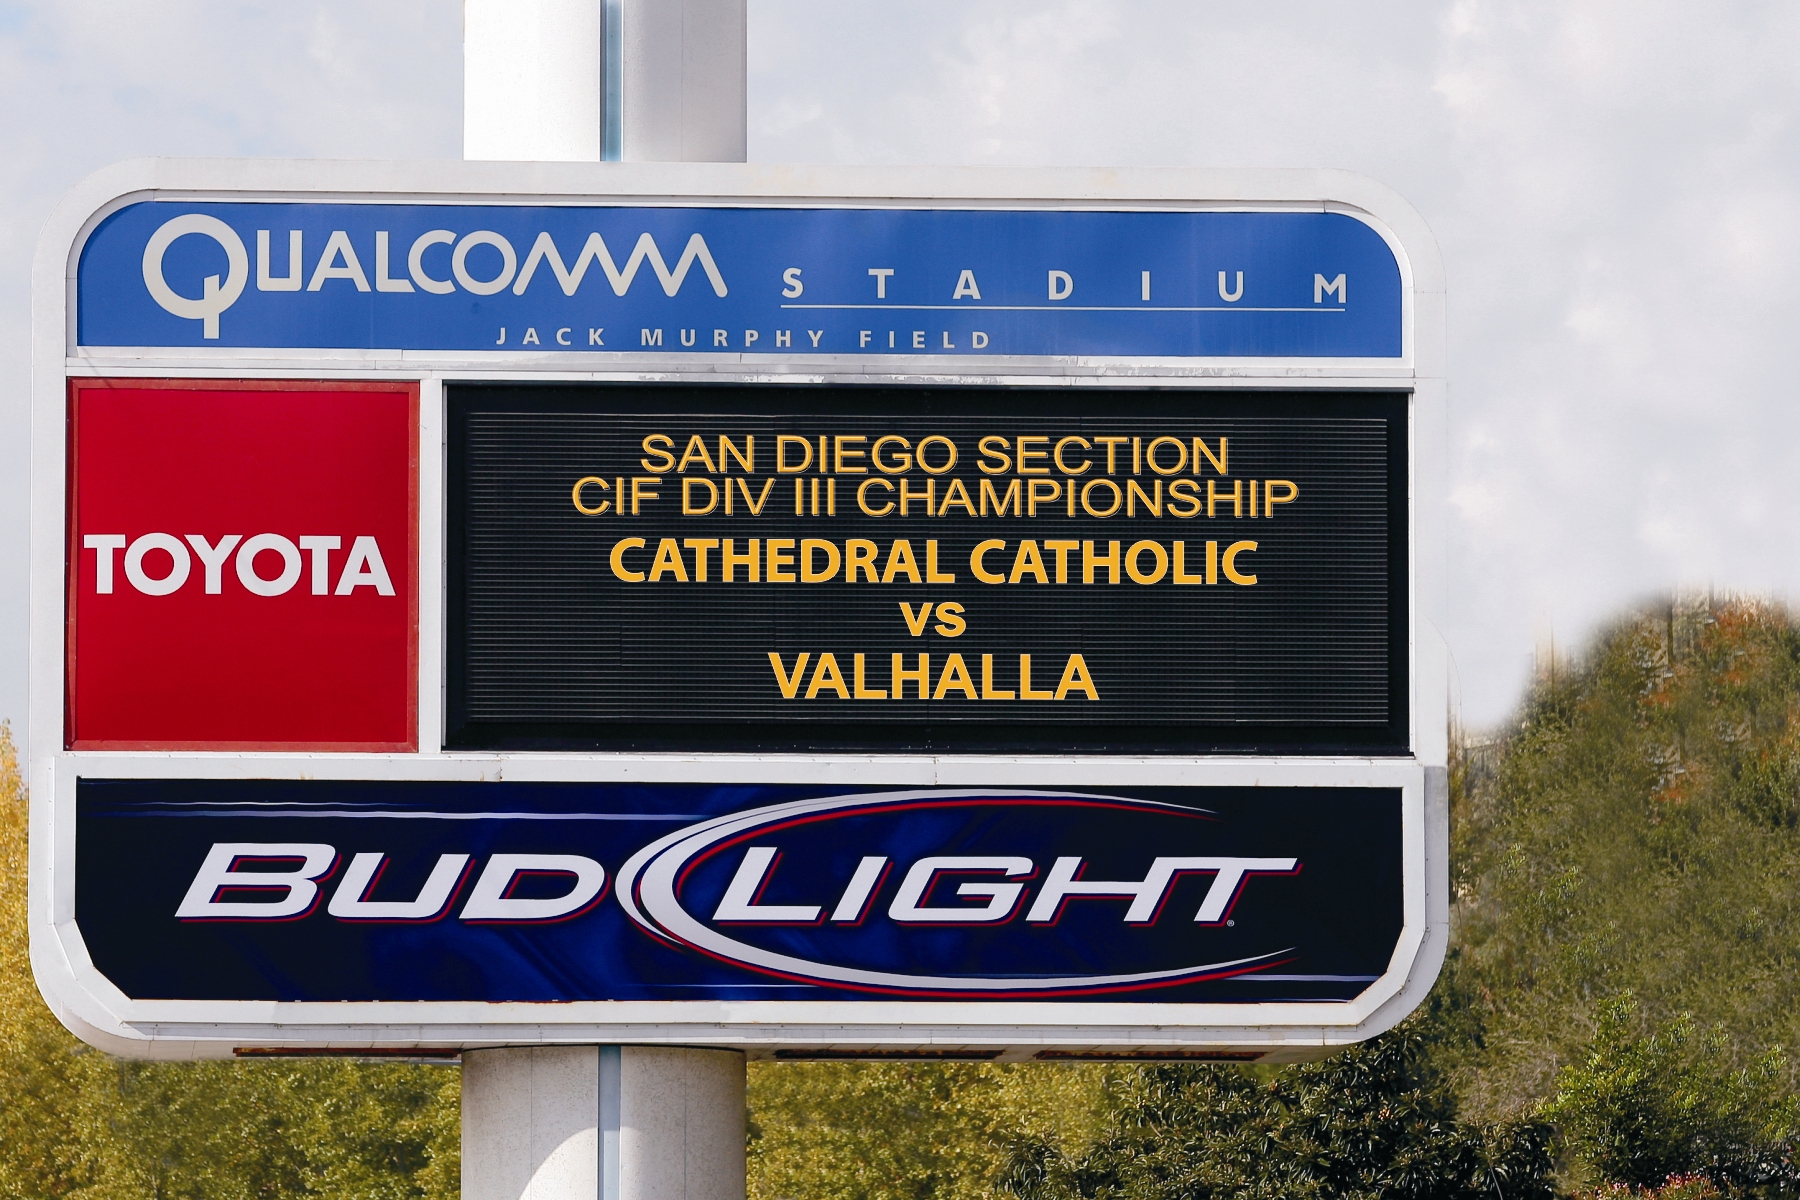 QUALCOMM STADIUM
JACK MURPHY FIELD
TOYOTA
SAN DIEGO SECTION
CIF DIV III CHAMPIONSHIP
CATHEDRAL CATHOLIC
VS
VALHALLA
BUD LIGHT®